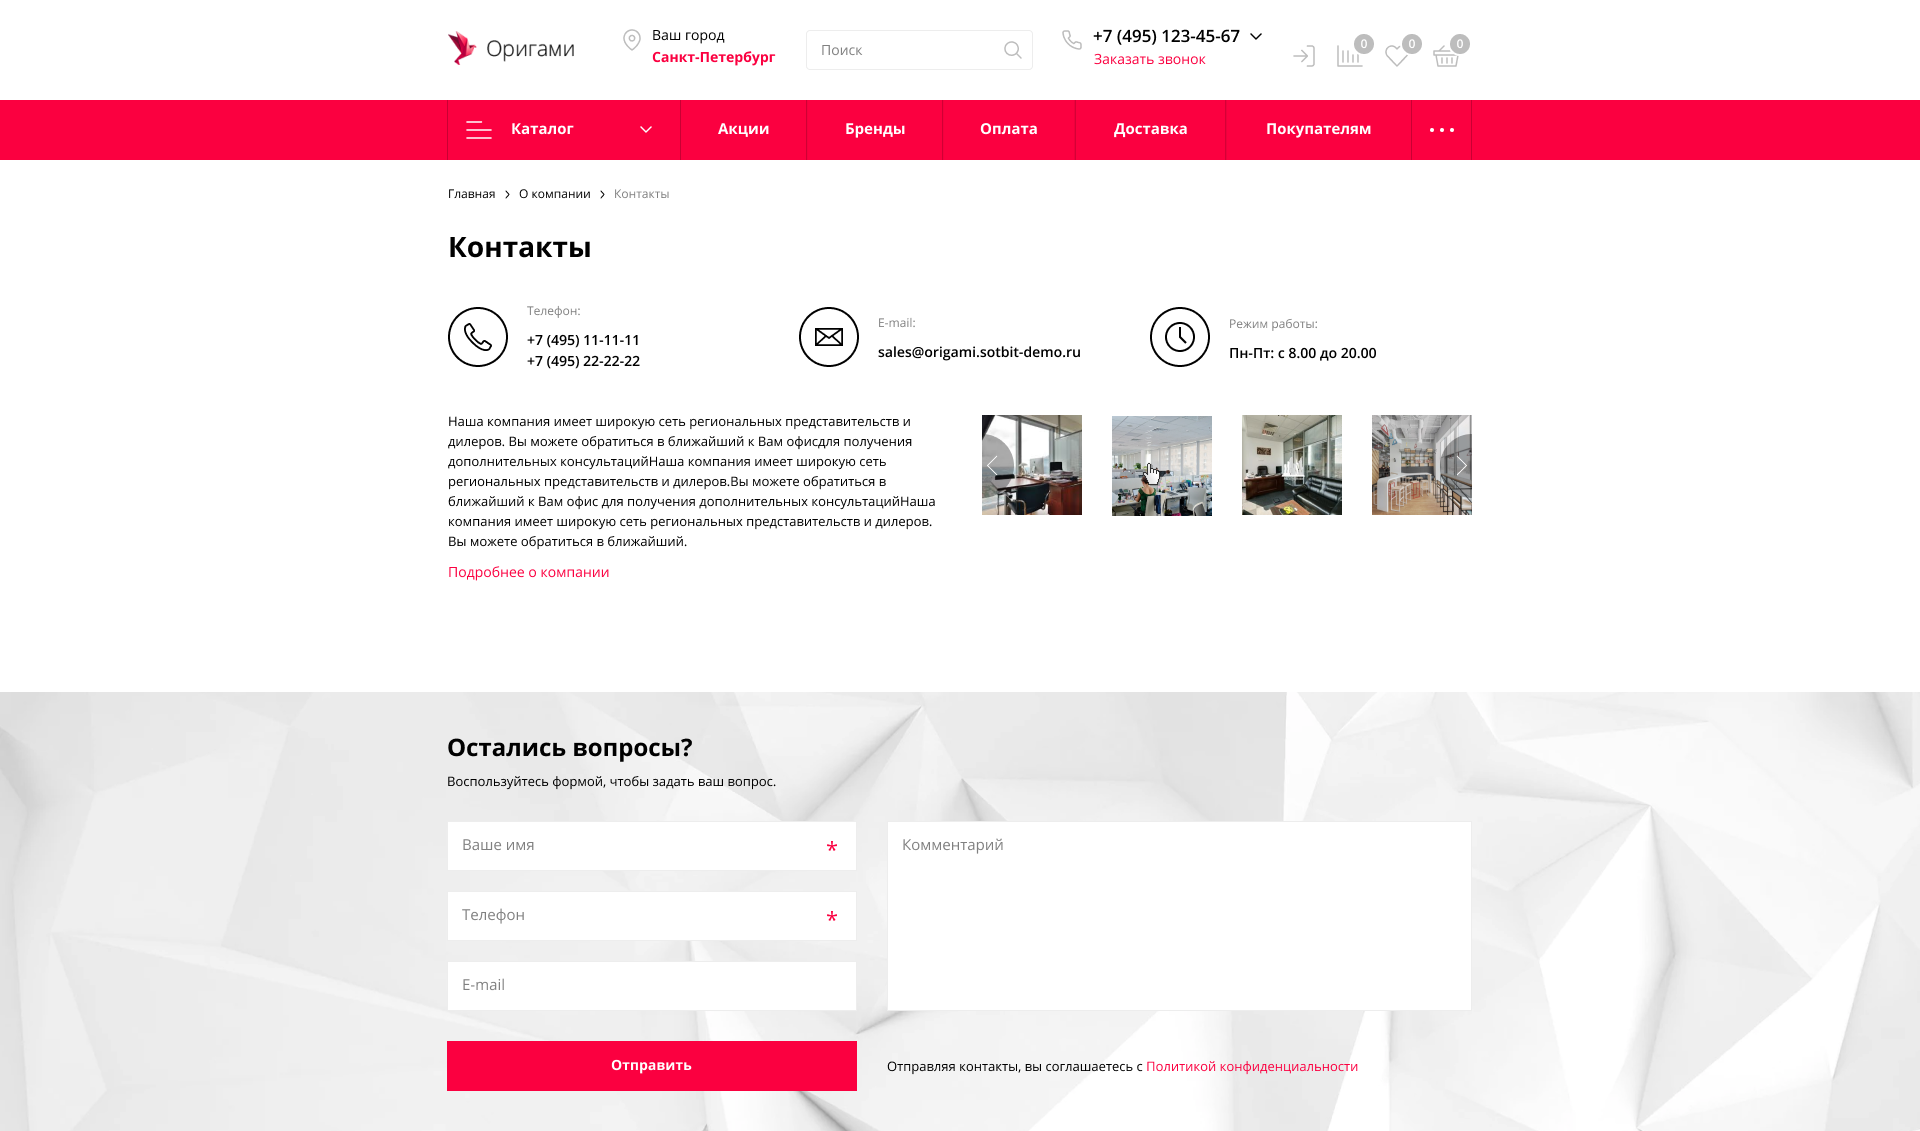 Оригами
Ваш город
Санкт-Петербург
Поиск
+7 (495) 123-45-67
Заказать звонок
0
0
0
Каталог
Акции
Бренды
Оплата
Доставка
Покупателям
Главная
О компании
Контакты
Контакты
Телефон:
+7 (495) 11-11-11
+7 (495) 22-22-22
E-mail:
sales@origami.sotbit-demo.ru
Режим работы:
Пн-Пт: с 8.00 до 20.00
Наша компания имеет широкую сеть региональных представительств и
дилеров. Вы можете обратиться в ближайший к Вам офисдля получения
дополнительных консультацийНаша компания имеет широкую сеть
региональных представительств и дилеров.Вы можете обратиться в
ближайший к Вам офис для получения дополнительных консультацийНаша
компания имеет широкую сеть региональных представительств и дилеров.
Вы можете обратиться в ближайший.
Подробнее о компании
Остались вопросы?
Воспользуйтесь формой, чтобы задать ваш вопрос.
Ваше имя *
Телефон *
E-mail
Комментарий
Отправить
Отправляя контакты, вы соглашаетесь с Политикой конфиденциальности